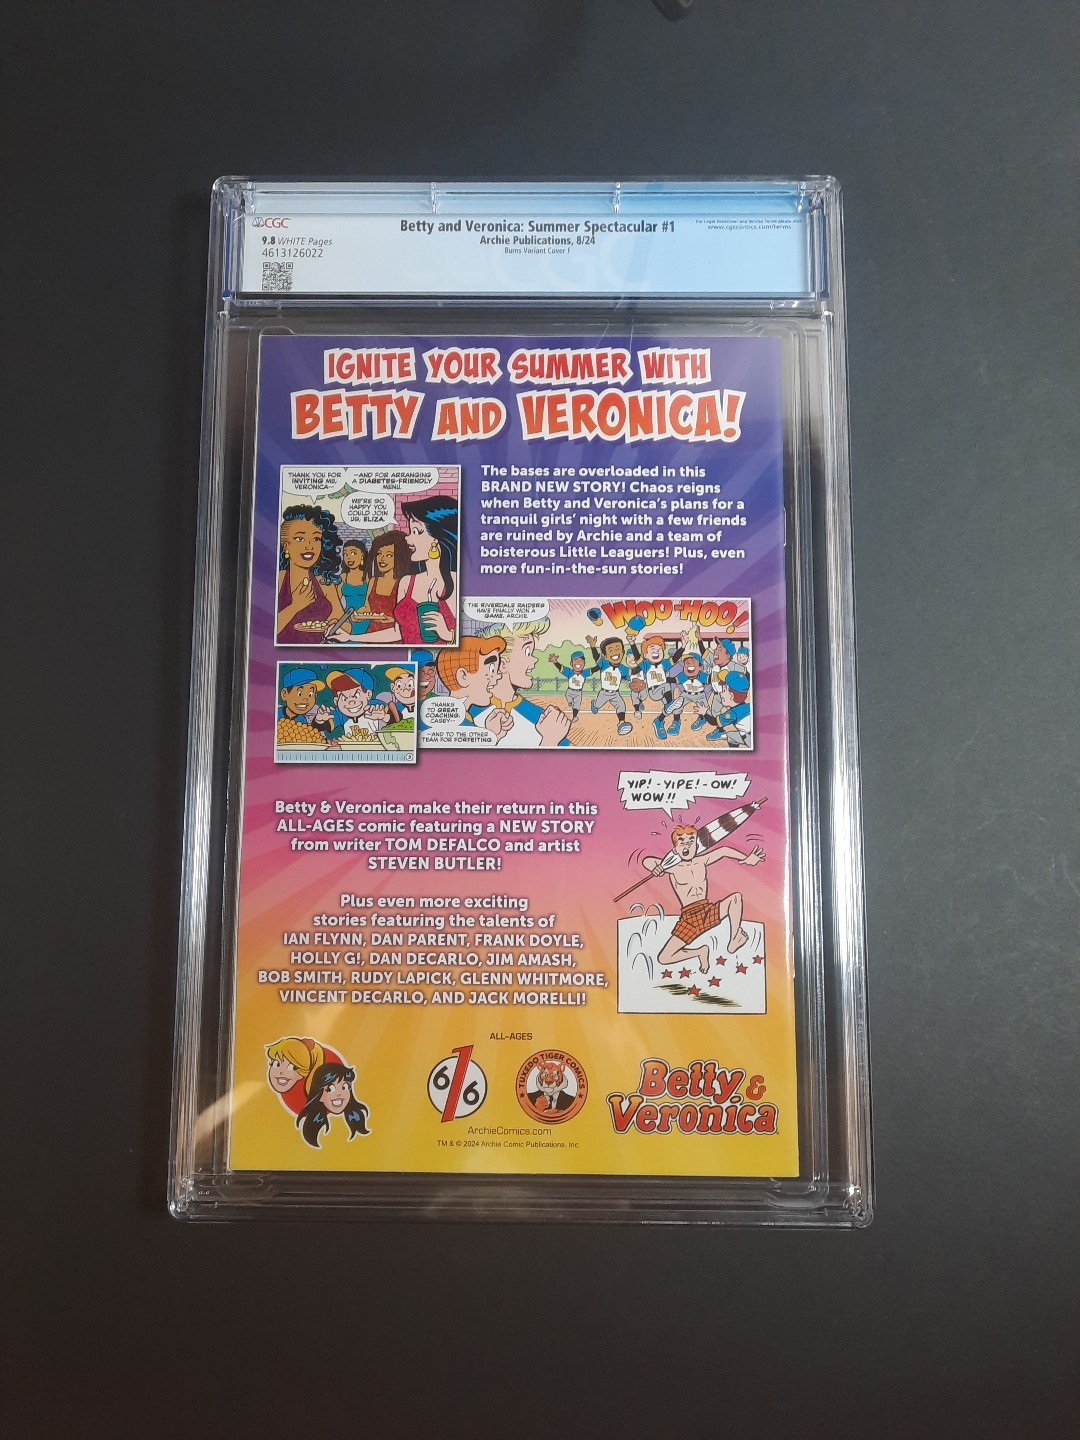 CGC
9.8 WHITE Pages
4613126022
Betty and Veronica: Summer Spectacular #1
Archie Publications, 8/24
Burns Variant Cover F
www.cgccomics.com/terms
IGNITE YOUR SUMMER WITH
BETTY AND VERONICA!
THANK YOU FOR
INVITING ME,
VERONICA--
--AND FOR ARRANGING
A DIABETES-FRIENDLY
MENU.
WE'RE SO
HAPPY YOU
COULD JOIN
US, ELIZA.
The bases are overloaded in this
BRAND NEW STORY! Chaos reigns
when Betty and Veronica's plans for a
tranquil girls' night with a few friends
are ruined by Archie and a team of
boisterous Little Leaguers! Plus, even
more fun-in-the-sun stories!
THE RIVERDALE RAIDERS
HAVE FINALLY WON A
GAME, ARCHIE.
WOO-HOO!
THANKS
TO GREAT
COACHING,
CASEY--
--AND TO THE OTHER
TEAM FOR FORFEITING.
Betty & Veronica make their return in this
ALL-AGES comic featuring a NEW STORY
from writer TOM DEFALCO and artist
STEVEN BUTLER!
YIP! - YIPE! - OW!
WOW!!
Plus even more exciting
stories featuring the talents of
IAN FLYNN, DAN PARENT, FRANK DOYLE,
HOLLY G!, DAN DECARLO, JIM AMASH,
BOB SMITH, RUDY LAPICK, GLENN WHITMORE,
VINCENT DECARLO, AND JACK MORELLI!
ALL-AGES
616
TUXEDO TIGER COMICS
Betty &
Veronica
ArchieComics.com
TM & © 2024 Archie Comic Publications, Inc.